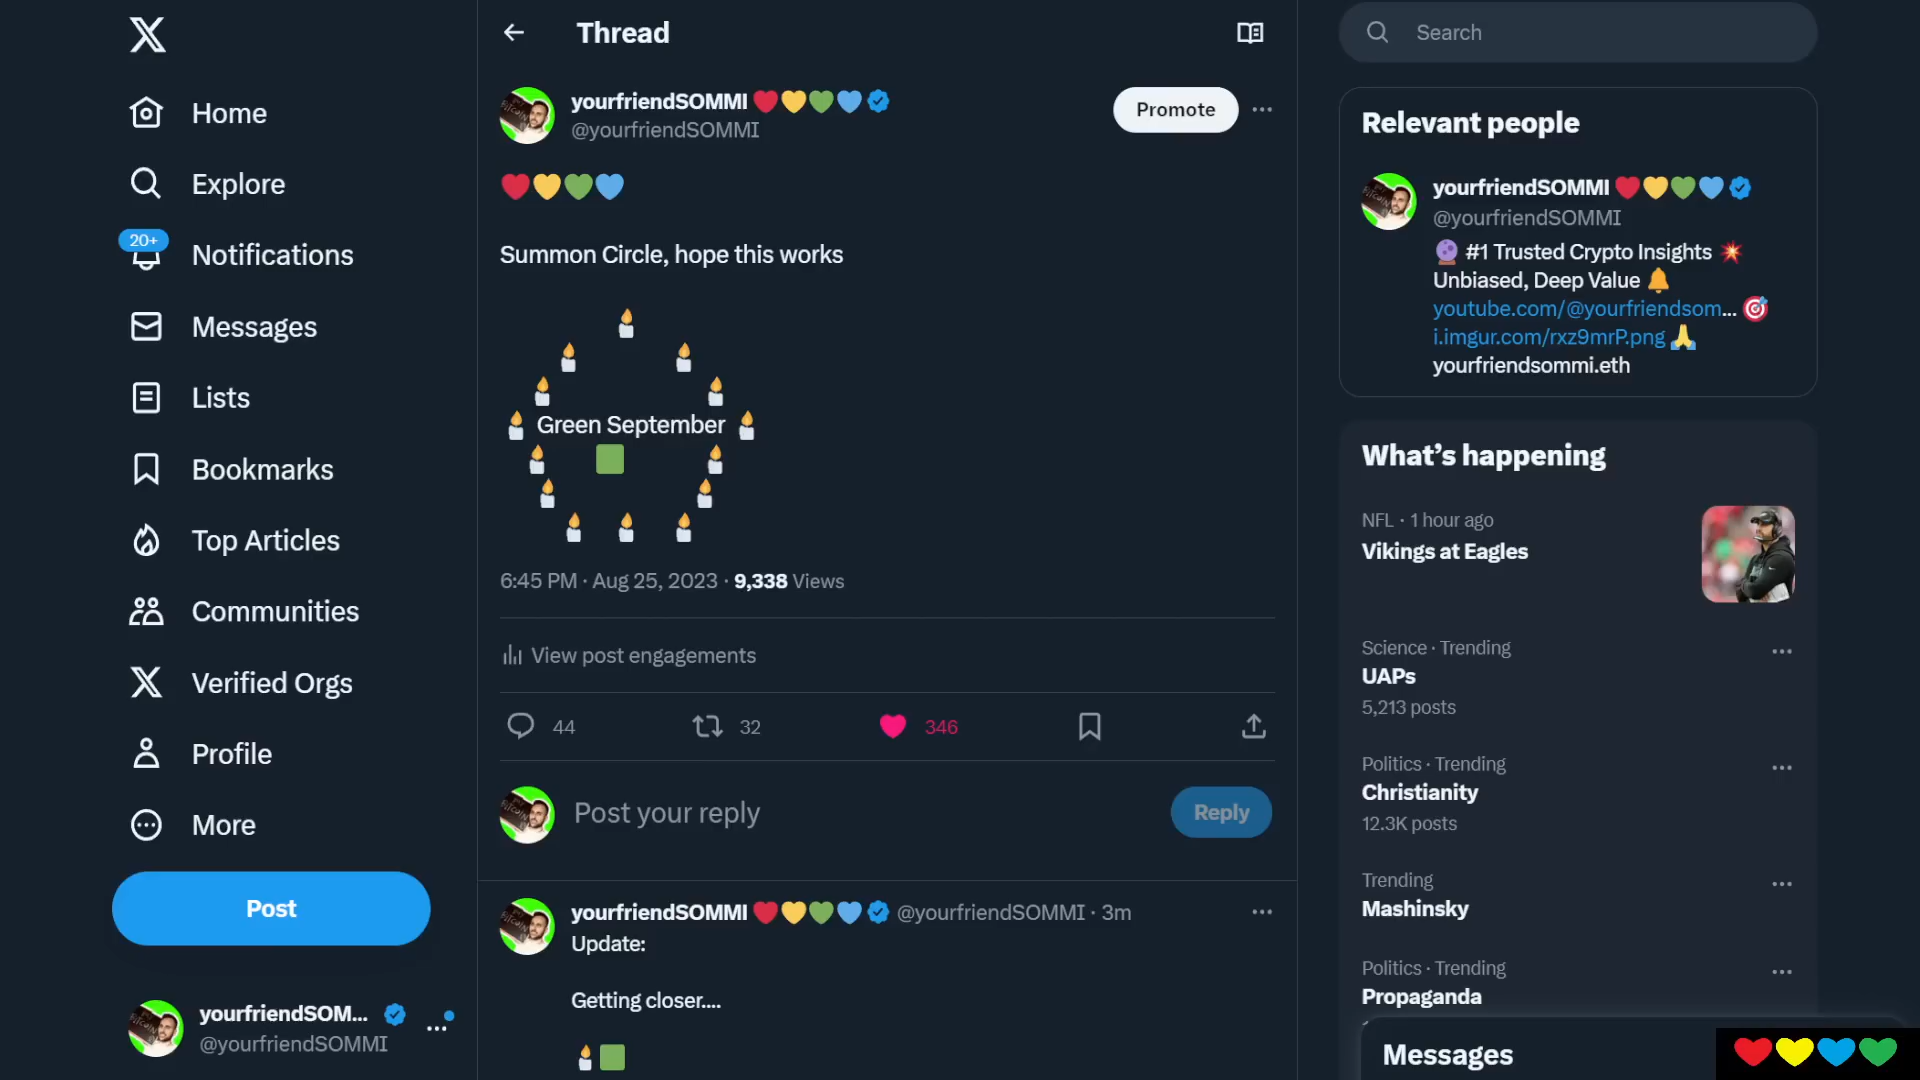 Home
Explore
20+
Notifications
Messages
Lists
Bookmarks
Top Articles
Communities
Verified Orgs
Profile
More
Post
yourfriendSOM...
@yourfriendSOMMI
Thread
yourfriendSOMMI ❤️💛💚💙
@yourfriendSOMMI
Promote
❤️💛💚💙
Summon Circle, hope this works
Green September
6:45 PM · Aug 25, 2023 · 9,338 Views
View post engagements
44
32
346
Post your reply
Reply
yourfriendSOMMI ❤️💛💚💙 @yourfriendSOMMI · 3m
Update:
Getting closer....
🕯️🟩
Search
Relevant people
yourfriendSOMMI ❤️💛💚💙
@yourfriendSOMMI
🔮 #1 Trusted Crypto Insights 💥
Unbiased, Deep Value 🔔
youtube.com/@yourfriendsom... 🎯
i.imgur.com/rxz9mrP.png 🙏
yourfriendsommi.eth
What's happening
NFL · 1 hour ago
Vikings at Eagles
Science · Trending
UAPs
5,213 posts
Politics · Trending
Christianity
12.3K posts
Trending
Mashinsky
Politics · Trending
Propaganda
Messages